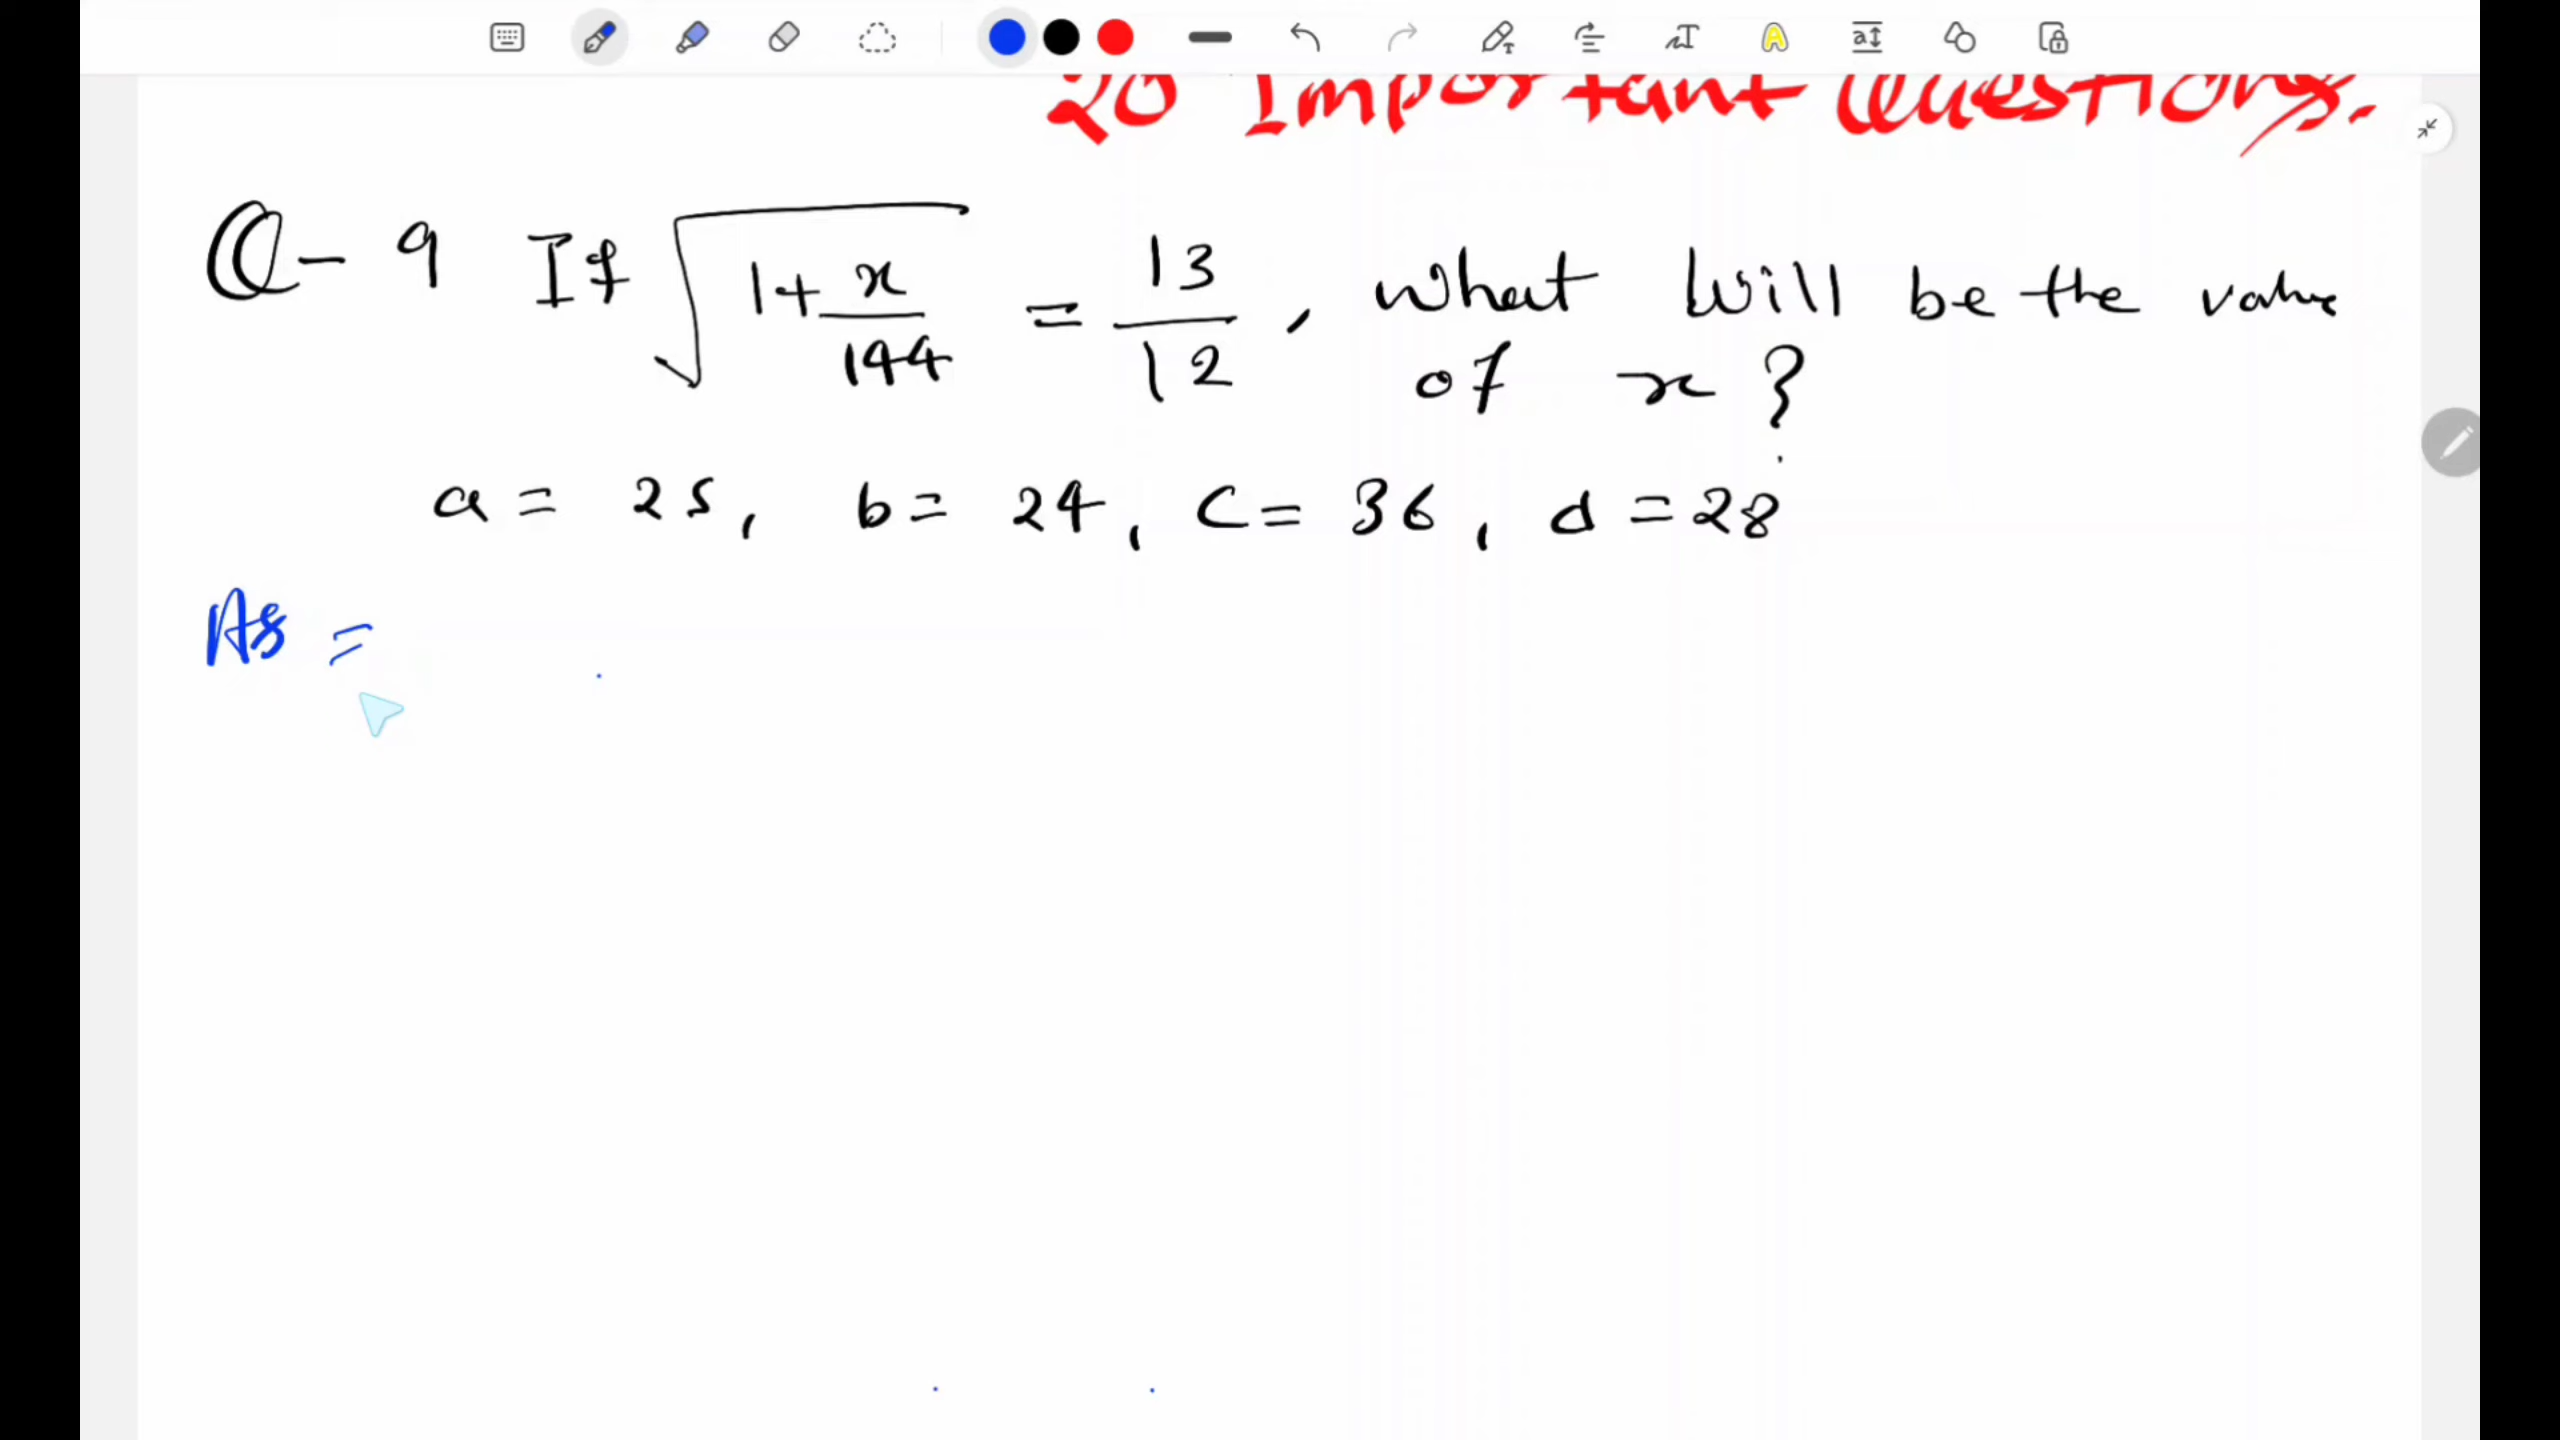 20 Important Questions.
Q-9 If √(1+x/144) = 13/12, what will be the value
of x?
a = 25, b = 24, c = 36, d = 28
As =